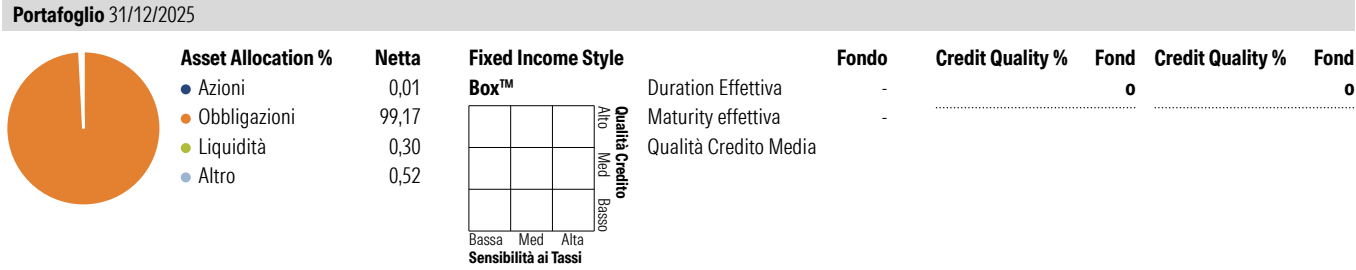 Portafoglio 31/12/2025
Asset Allocation % Netta
Azioni 0,01
Obbligazioni 99,17
Liquidità 0,30
Altro 0,52
Fixed Income Style
Box™
Alto Med Basso
Qualità Credito
Bassa Med Alta
Sensibilità ai Tassi
Fondo
Duration Effettiva -
Maturity effettiva -
Qualità Credito Media
Credit Quality % Fond
o
Credit Quality % Fond
o